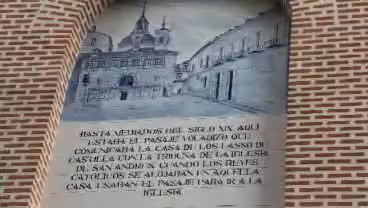 HASTA MEDIADOS DEL SIGLO XIX AQUI
ESTABA EL PASAJE VOLADIZO QUE
COMUNICABA LA CASA DE LOS LASSO DE
CASTILLA CON LA TRIBUNA DE LA IGLESIA
DE SAN ANDRES CUANDO LOS REYES
CATOLICOS SE ALOJABAN EN AQUELLA
CASA USABAN EL PASAJE PARA IR A LA
IGLESIA